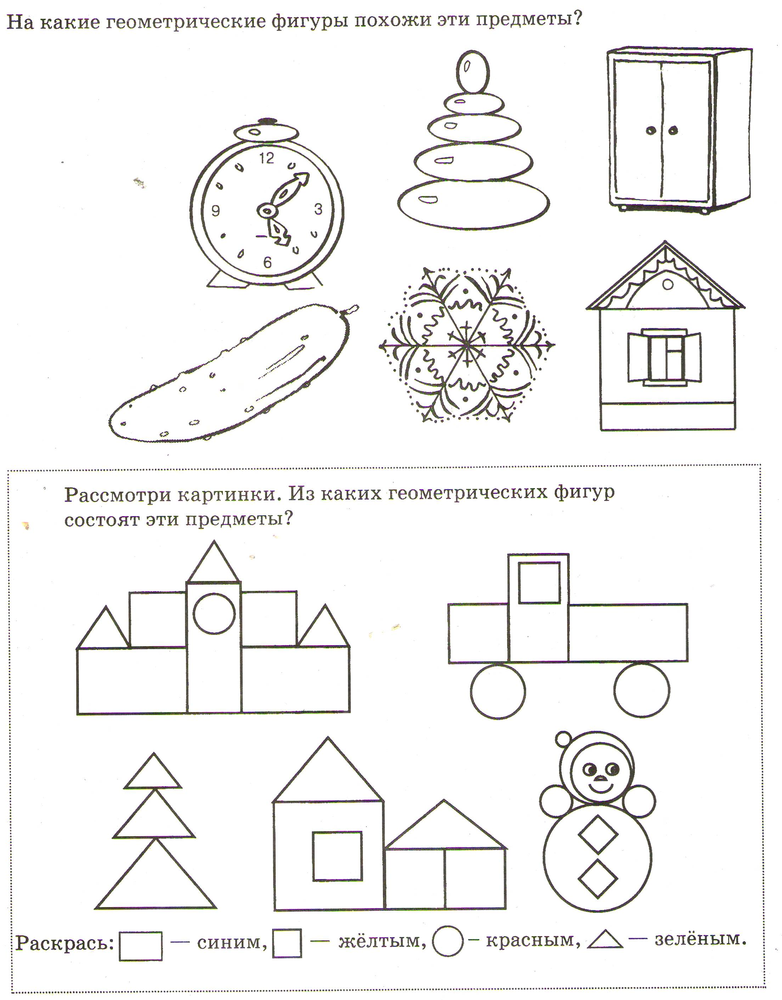 На какие геометрические фигуры похожи эти предметы?
12
9
3
6
Рассмотри картинки. Из каких геометрических фигур
состоят эти предметы?
Раскрась: — синим, — жёлтым, – красным, — зелёным.